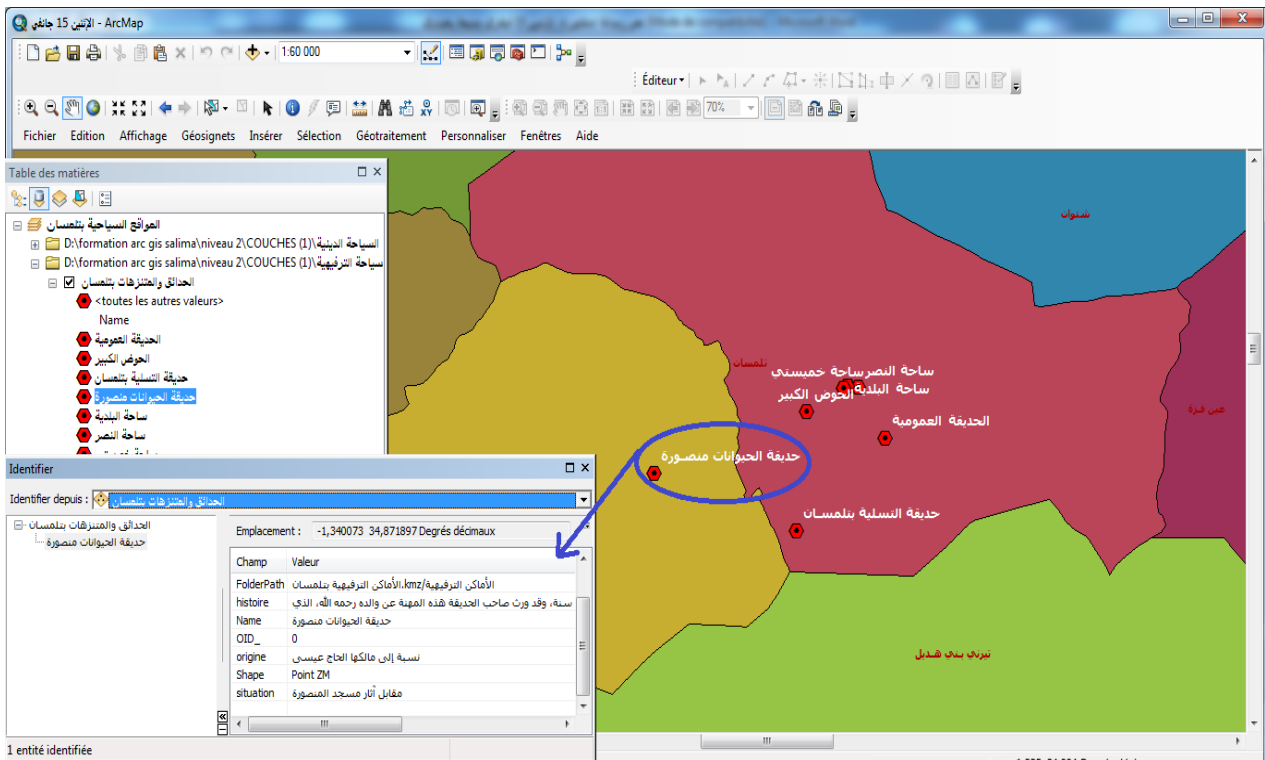 الإثنين 15 جانفي - ArcMap
1:60 000
Éditeur
70%
Fichier Edition Affichage Géosignets Insérer Sélection Géotraitement Personnaliser Fenêtres Aide
Table des matières
المواقع السياحية بتلمسان
D:\formation arc gis salima\niveau 2\COUCHES (1)\السياحة الدينية
D:\formation arc gis salima\niveau 2\COUCHES (1)\سياحة الترفيهية
الحدائق والمتنزهات بتلمسان
<toutes les autres valeurs>
Name
الحديقة العمومية
الحوض الكبير
حديقة التسلية بتلمسان
حديقة الحيوانات منصورة
ساحة البلدية
ساحة النصر
شتوان
تلمسان
ساحة النصر
ساحة خميستي
ساحة البلدية
الحوض الكبير
الحديقة العمومية
عين فزة
حديقة الحيوانات منصورة
حديقة التسلية بتلمسان
تيرني بني هديل
Identifier
Identifier depuis : الحدائق والمتنزهات بتلمسان
الحدائق والمتنزهات بتلمسان
حديقة الحيوانات منصورة
Emplacement : -1,340073 34,871897 Degrés décimaux
Champ Valeur
FolderPath الأماكن الترفيهية/kmz.الأماكن الترفيهية بتلمسان
histoire سنة، وقد ورث صاحب الحديقة هذه المهنة عن والده رحمه الله، الذي
Name حديقة الحيوانات منصورة
OID_ 0
origine نسبة إلى مالكها الحاج عيسى
Shape Point ZM
situation مقابل آثار مسجد المنصورة
1 entité identifiée